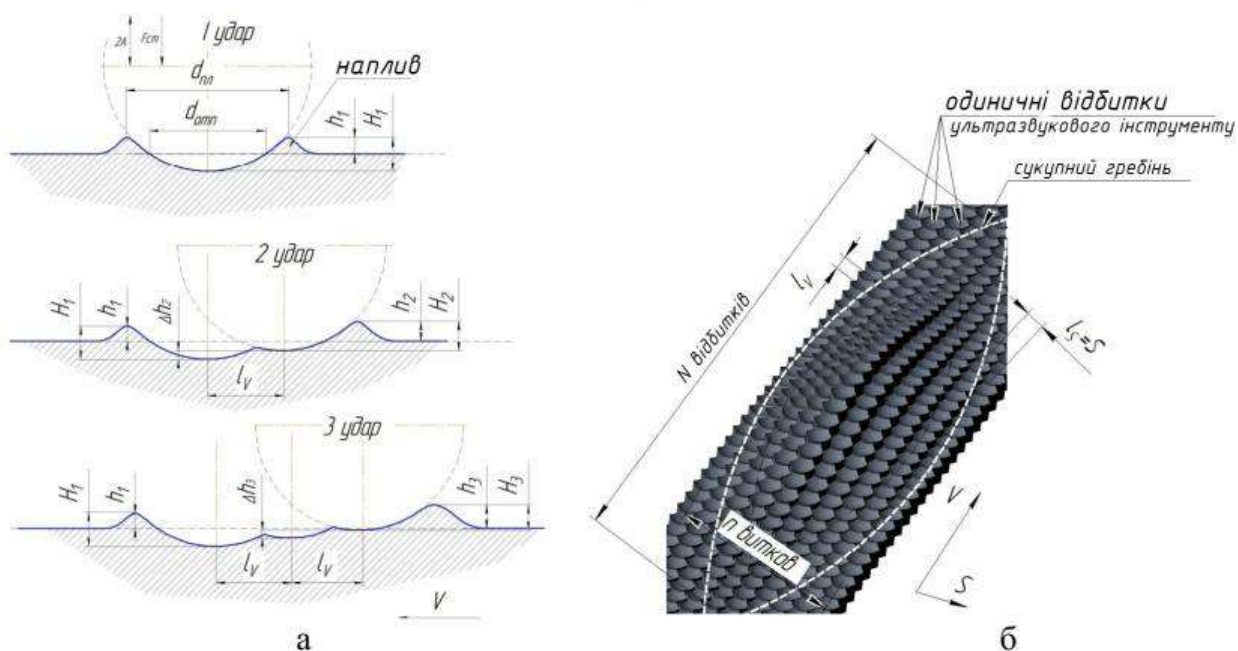 2A
Fст
1 удар
dпл
наплив
dотп
h1
H1
2 удар
H1
h1
Δh2
h2
H2
lV
3 удар
H1
h1
Δh3
h3
H3
lV
lV
V
а
одиничні відбитки
ультразвукового інструменту
сукупний гребінь
lV
N відбитків
lS=S
n витков
V
S
б